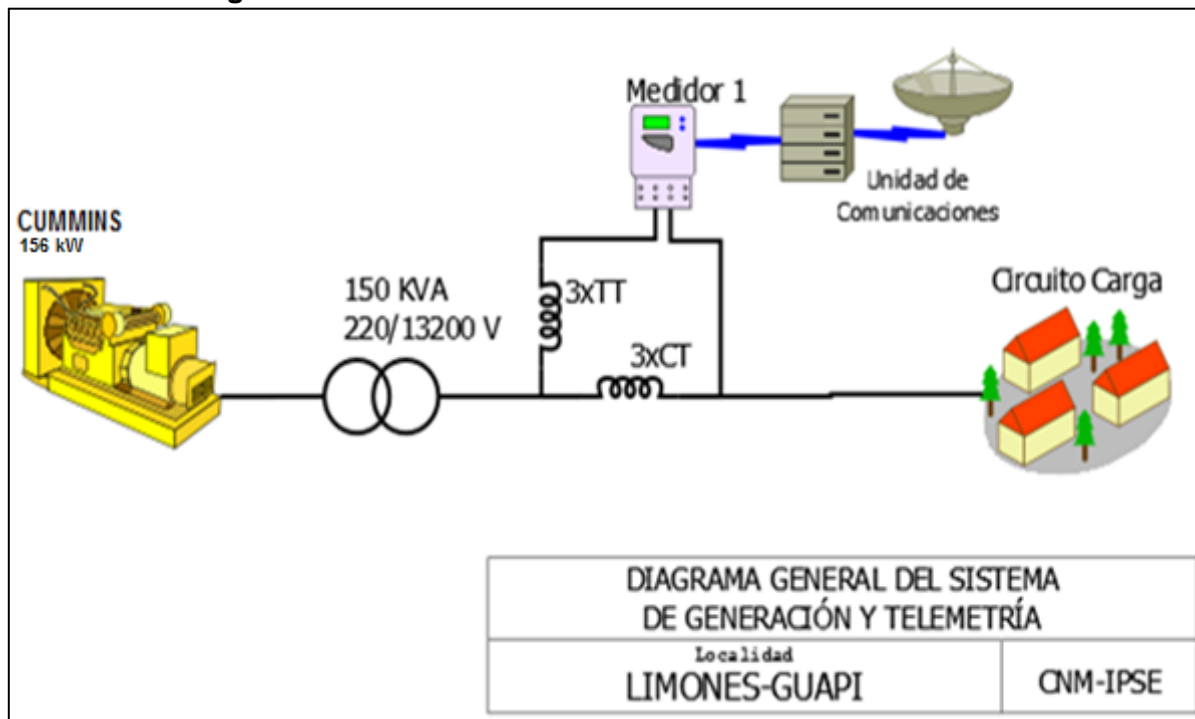 Medidor 1
Unidad de
Comunicaciones
CUMMINS
156 kW
150 KVA
220/13200 V
3xTT
3xCT
Circuito Carga
DIAGRAMA GENERAL DEL SISTEMA
DE GENERACIÓN Y TELEMETRÍA
Localidad
LIMONES-GUAPI
CNM-IPSE